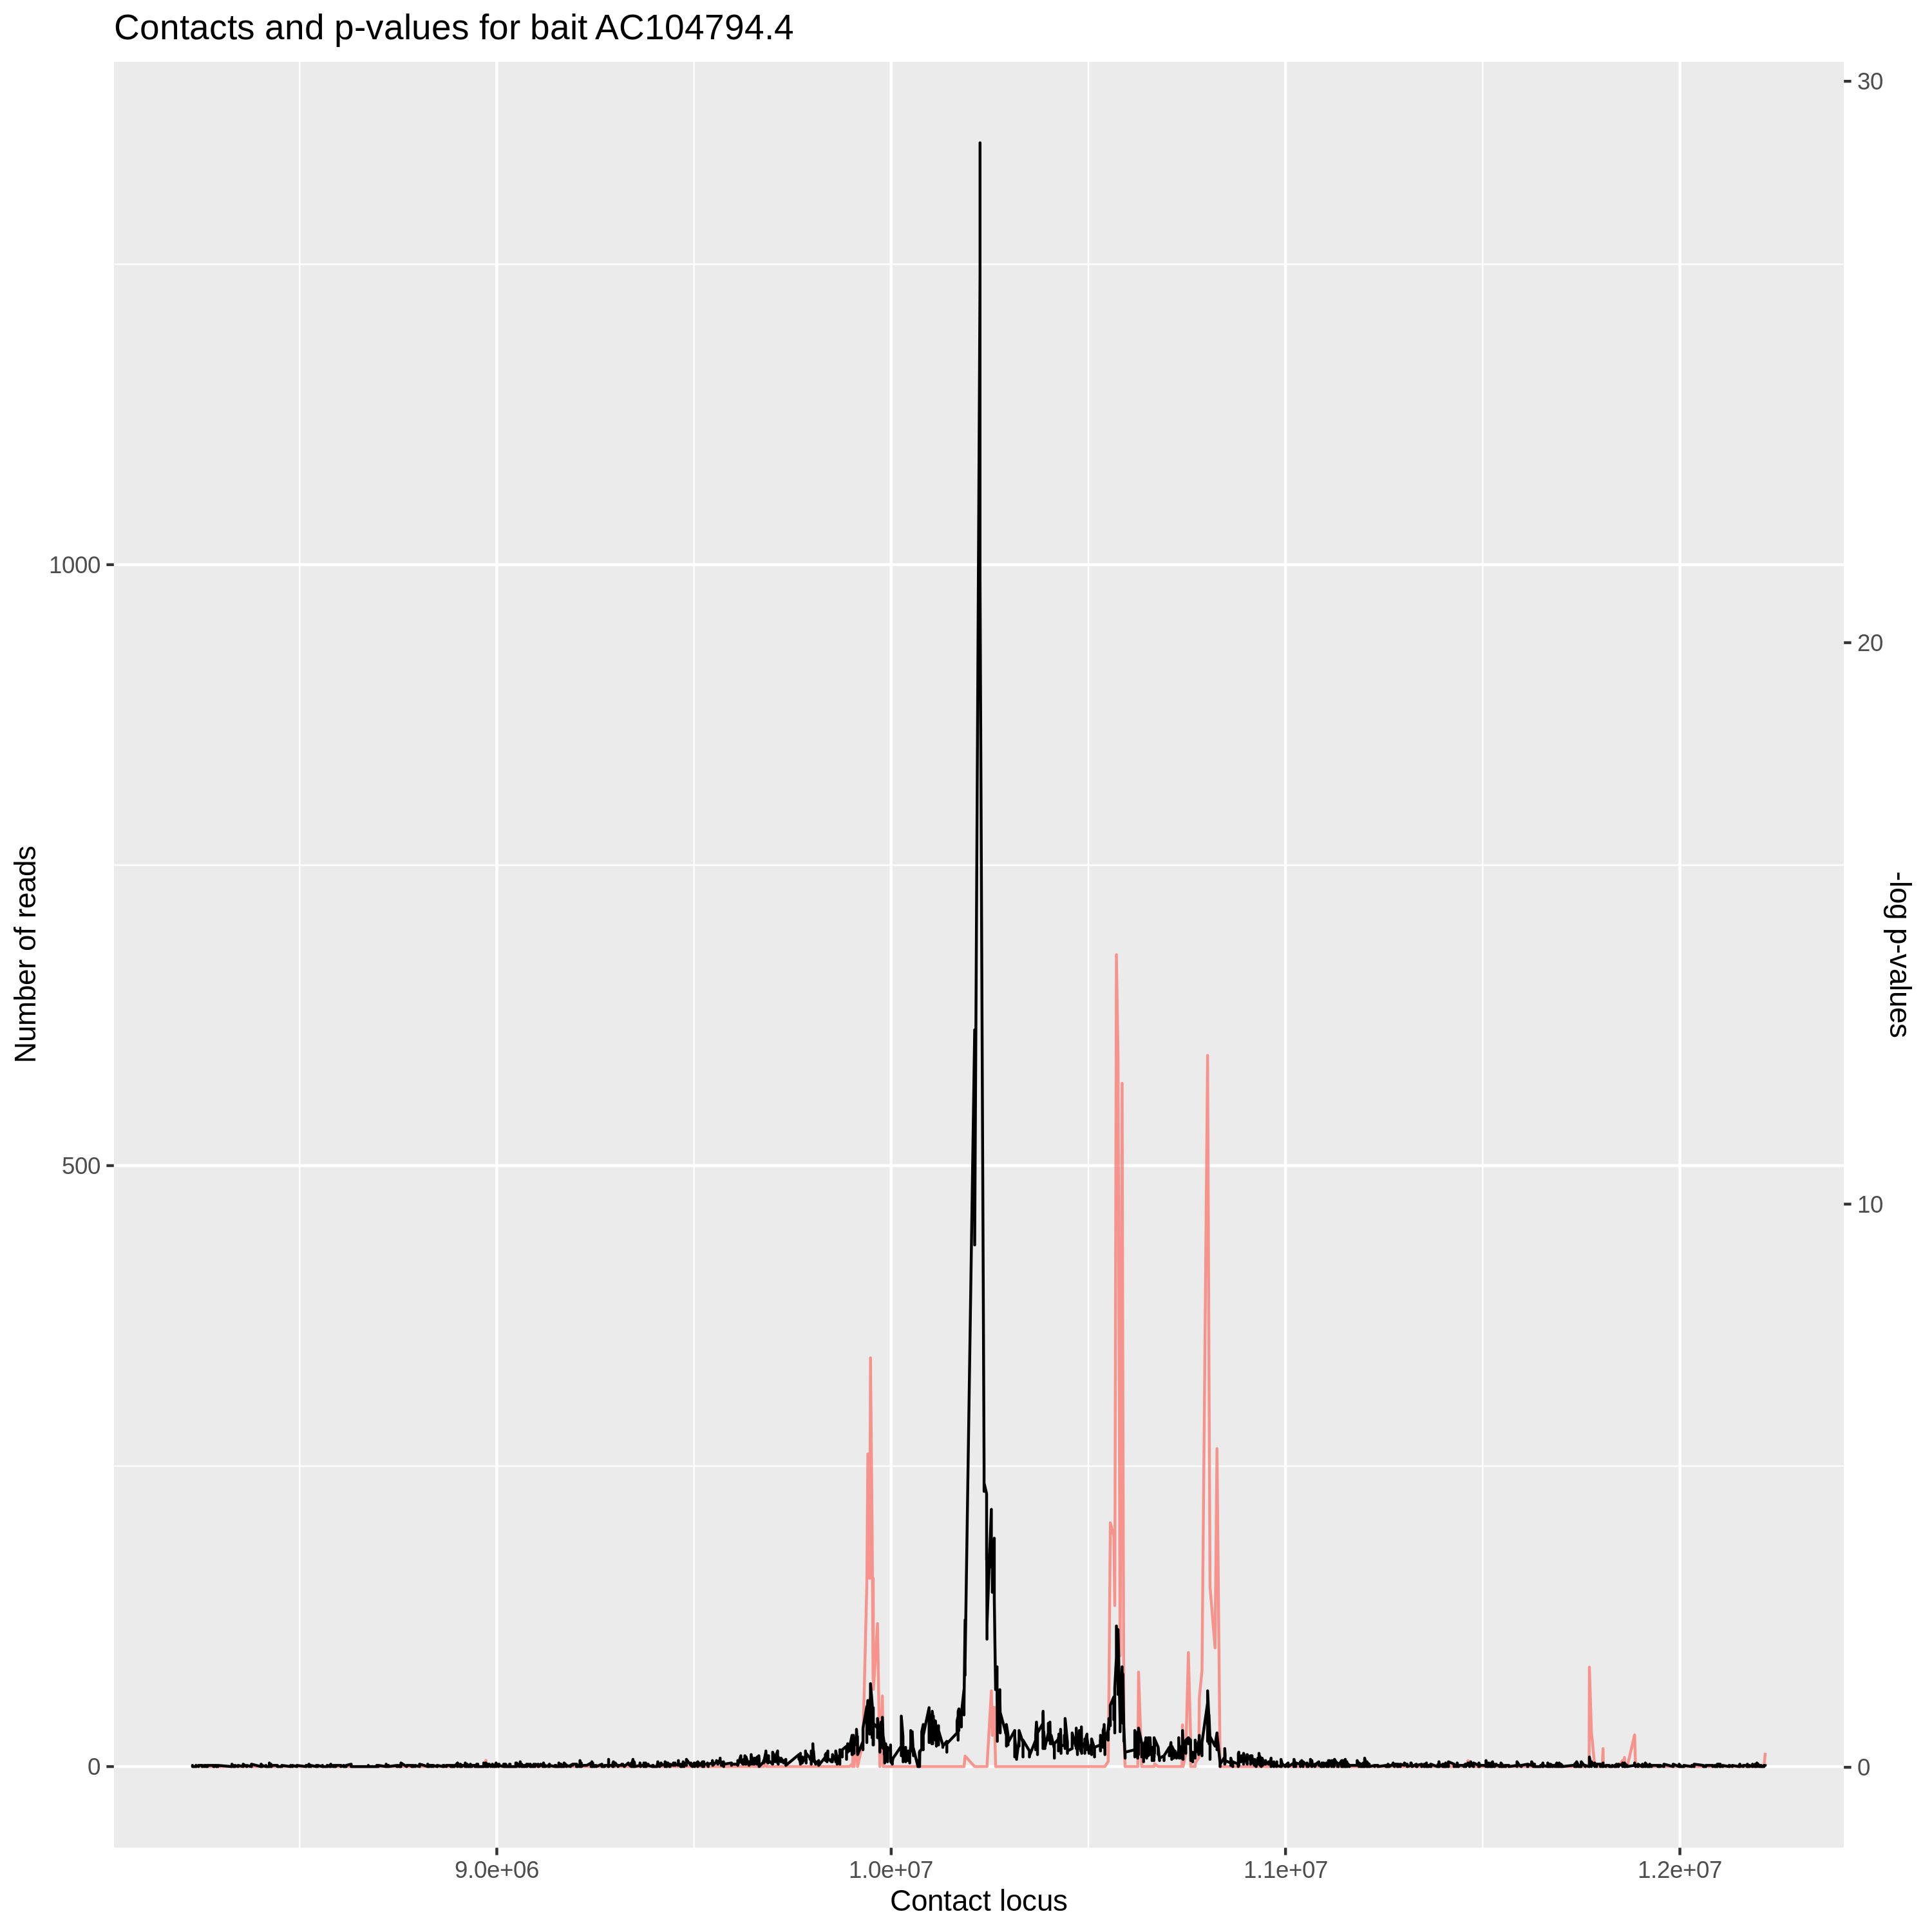 Contacts and p-values for bait AC104794.4
Number of reads
1000
500
0
30
20
10
0
-log p-values
9.0e+06
1.0e+07
1.1e+07
1.2e+07
Contact locus